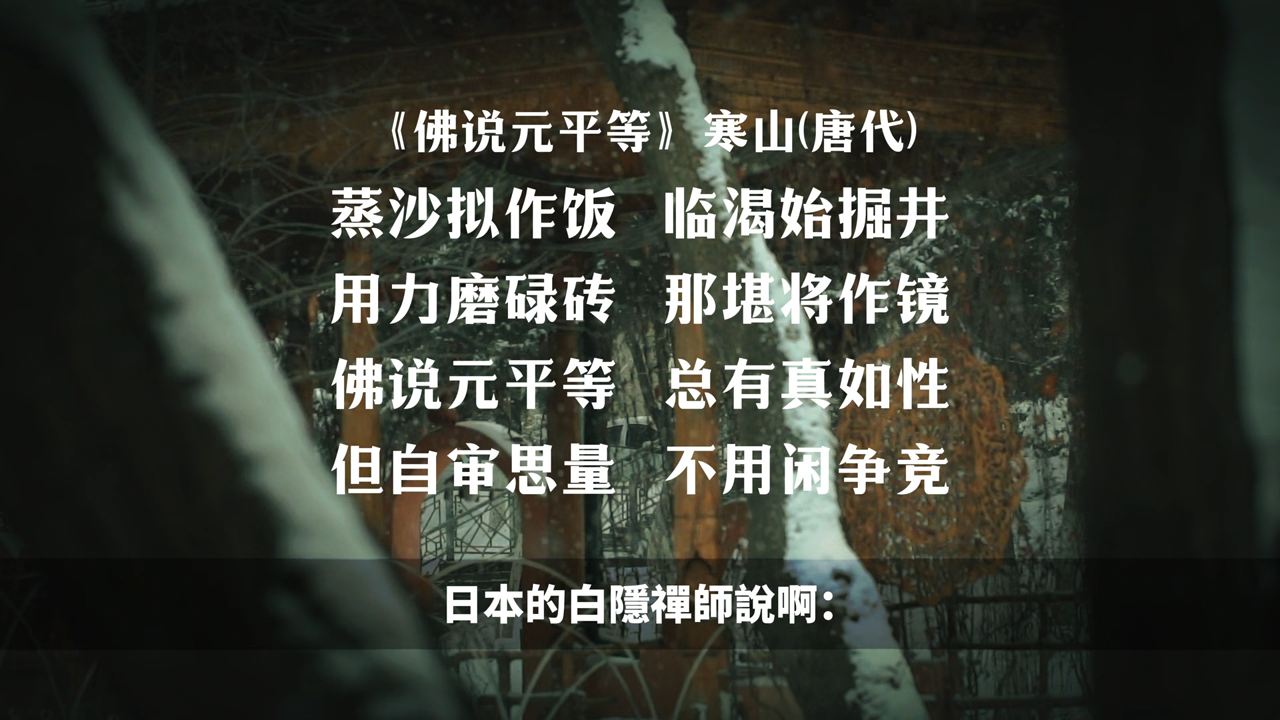 《佛说元平等》寒山(唐代)
蒸沙拟作饭 临渴始掘井
用力磨碌砖 那堪将作镜
佛说元平等 总有真如性
但自审思量 不用闲争竞
日本的白隱禪師說啊：